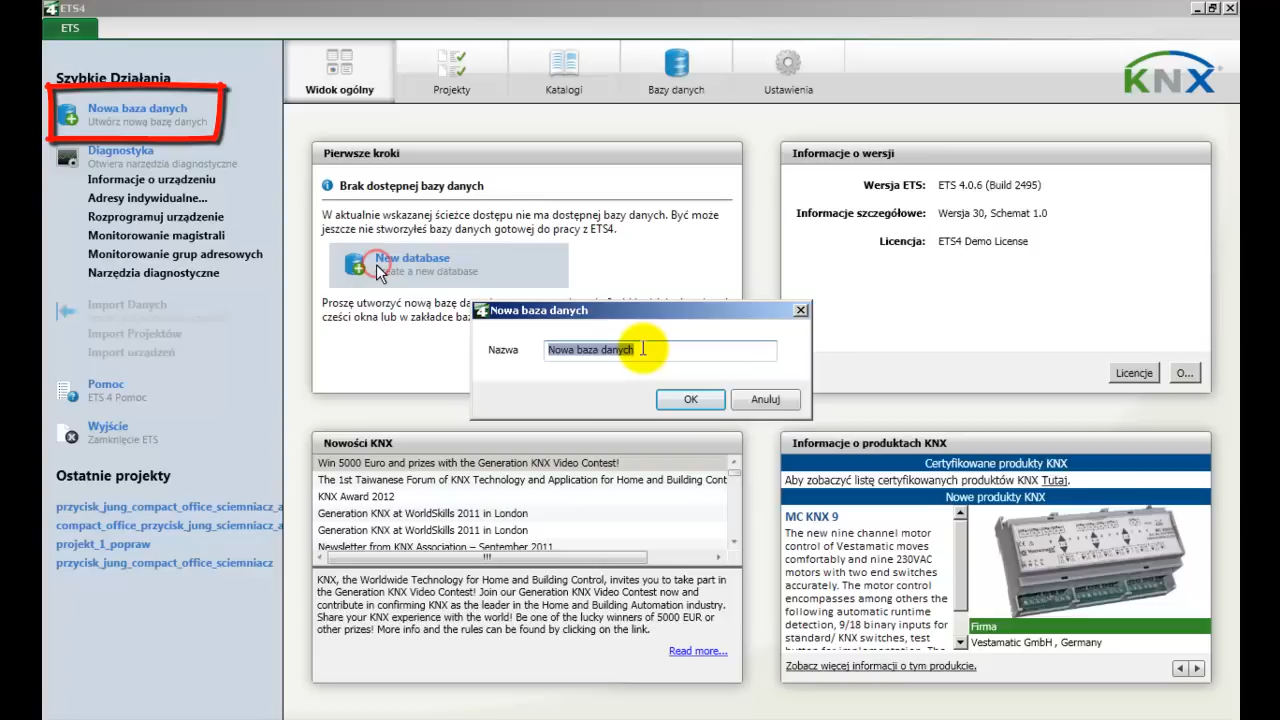 ETS4
ETS
Szybkie Działania
Nowa baza danych
Utwórz nową bazę danych
Diagnostyka
Otwiera narzędzia diagnostyczne
Informacje o urządzeniu
Adresy indywidualne...
Rozprogramuj urządzenie
Monitorowanie magistrali
Monitorowanie grup adresowych
Narzędzia diagnostyczne
Import Danych
Import Projektów
Import urządzeń
Pomoc
ETS 4 Pomoc
Wyjście
Zamknięcie ETS
Ostatnie projekty
przycisk_jung_compact_office_sciemniacz_a
compact_office_przycisk_jung_sciemniacz_a
projekt_1_popraw
przycisk_jung_compact_office_sciemniacz
Widok ogólny
Projekty
Katalogi
Bazy danych
Ustawienia
KNX
Pierwsze kroki
Brak dostępnej bazy danych
W aktualnie wskazanej ścieżce dostępu nie ma dostępnej bazy danych. Być może
jeszcze nie stworzyłeś bazy danych gotowej do pracy z ETS4.
New database
Create a new database
Proszę utworzyć nową bazę da
cześci okna lub w zakładce ba
Nowa baza danych
Nazwa
Nowa baza danych
OK
Anuluj
Informacje o wersji
Wersja ETS: ETS 4.0.6 (Build 2495)
Informacje szczegółowe: Wersja 30, Schemat 1.0
Licencja: ETS4 Demo License
Licencje
O...
Nowości KNX
Win 5000 Euro and prizes with the Generation KNX Video Contest!
The 1st Taiwanese Forum of KNX Technology and Application for Home and Building Cont
KNX Award 2012
Generation KNX at WorldSkills 2011 in London
Generation KNX at WorldSkills 2011 in London
Newsletter from KNX Association – September 2011
KNX, the Worldwide Technology for Home and Building Control, invites you to take part in
the Generation KNX Video Contest! Join our Generation KNX Video Contest now and
contribute in confirming KNX as the leader in the Home and Building Automation industry.
Share your KNX experience with the world! Be one of the lucky winners of 5000 EUR or
other prizes! More info and the rules can be found by clicking on the link.
Read more...
Informacje o produktach KNX
Certyfikowane produkty KNX
Aby zobaczyć listę certyfikowanych produktów KNX Tutaj.
Nowe produkty KNX
MC KNX 9
The new nine channel motor
control of Vestamatic moves
comfortably and nine 230VAC
motors with two end switches
accurately. The motor control
encompasses among others the
following automatic runtime
detection, 9/18 binary inputs for
standard/ KNX switches, test
button for implementation. The
Firma
Vestamatic GmbH , Germany
Zobacz więcej informacji o tym produkcie.